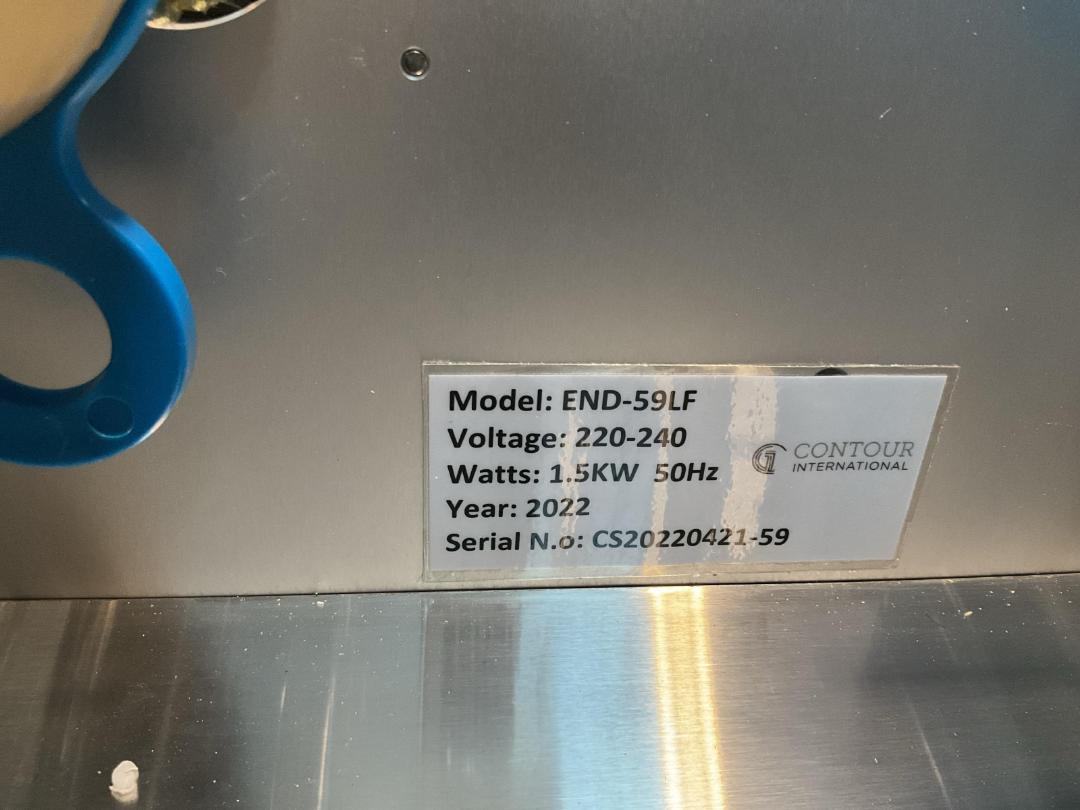 Model: END-59LF
Voltage: 220-240
Watts: 1.5KW 50Hz
Year: 2022
Serial N.o: CS20220421-59
CONTOUR
INTERNATIONAL